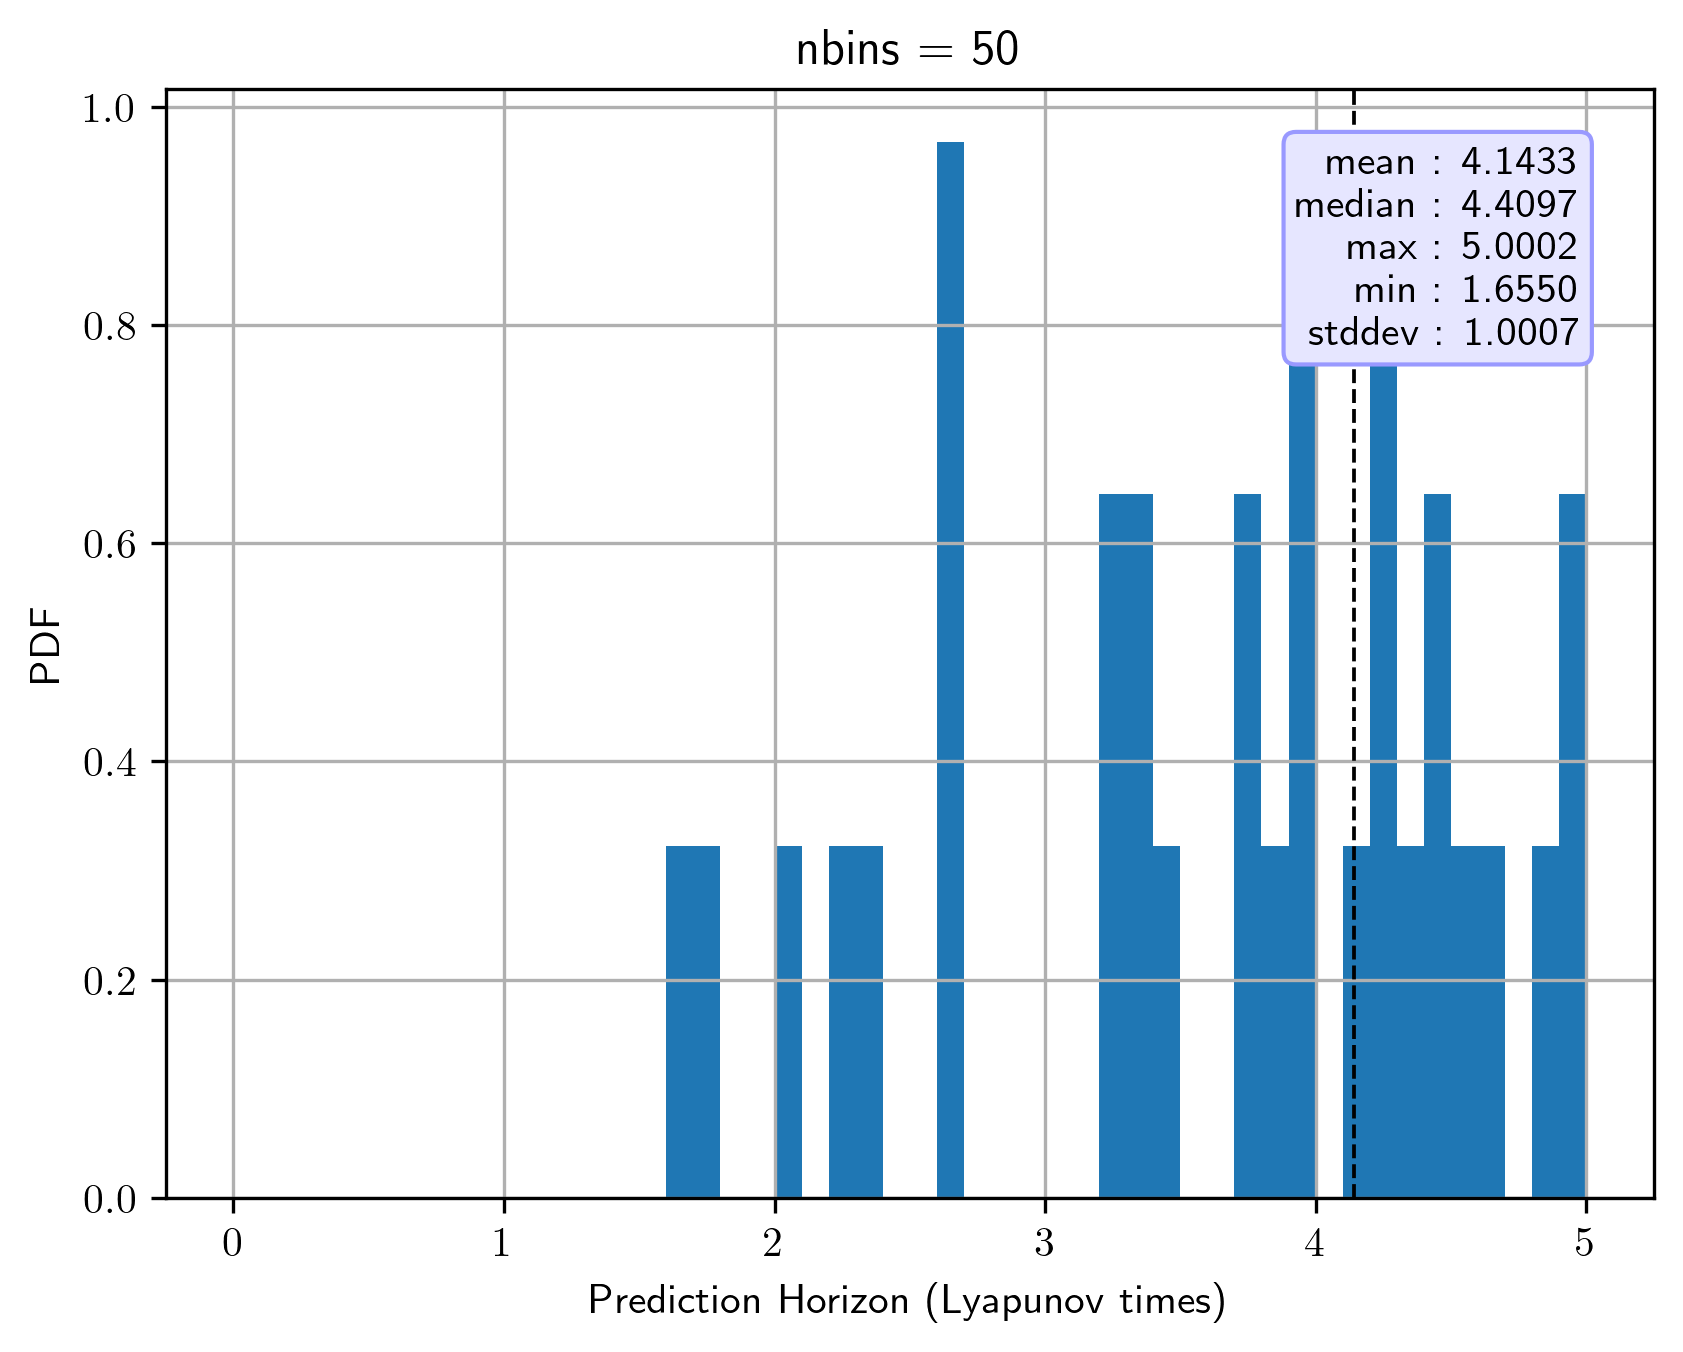 nbins = 50
1.0
0.8
0.6
0.4
0.2
0.0
PDF
mean : 4.1433
median : 4.4097
max : 5.0002
min : 1.6550
stddev : 1.0007
0 1 2 3 4 5
Prediction Horizon (Lyapunov times)